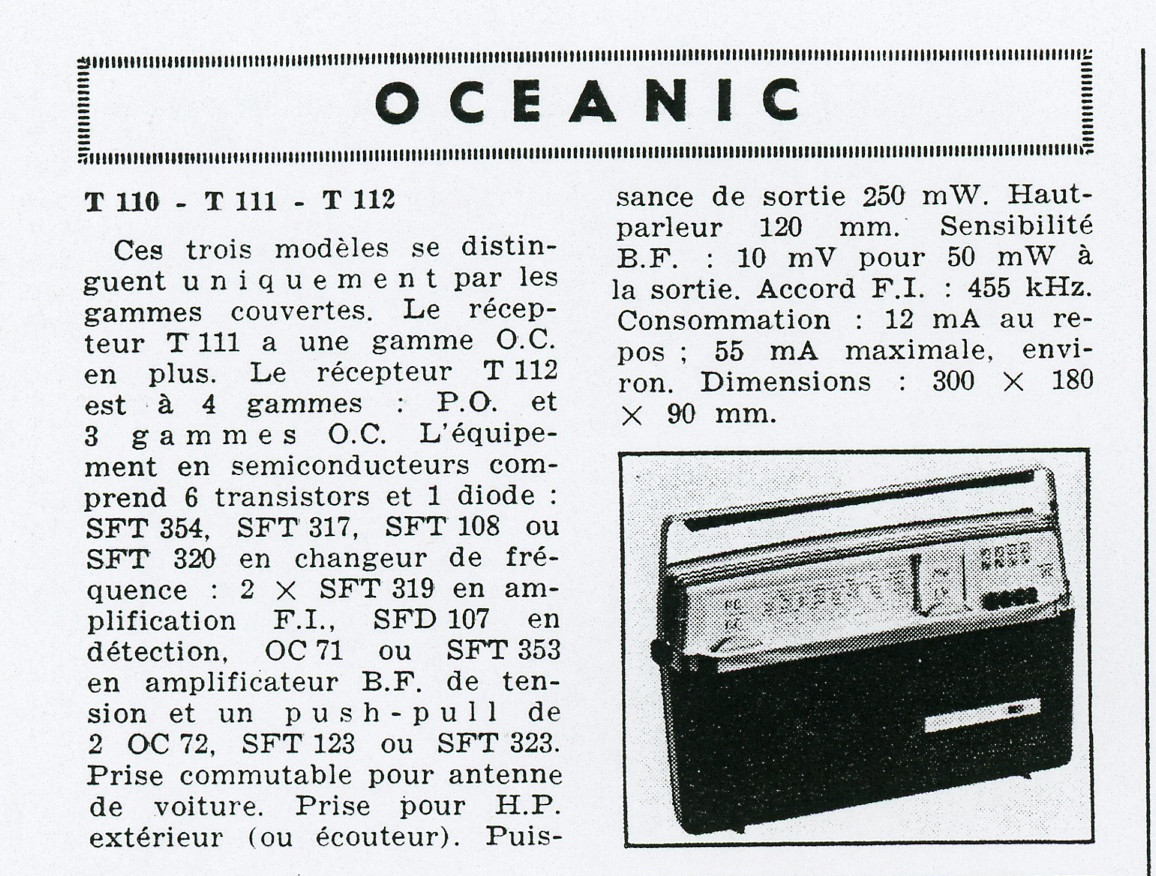 OCEANIC
T 110 - T 111 - T 112
Ces trois modèles se distin-
guent uniquement par les
gammes couvertes. Le récep-
teur T 111 a une gamme O.C.
en plus. Le récepteur T 112
est à 4 gammes : P.O. et
3 gammes O.C. L'équipe-
ment en semiconducteurs com-
prend 6 transistors et 1 diode :
SFT 354, SFT 317, SFT 108 ou
SFT 320 en changeur de fré-
quence : 2 × SFT 319 en am-
plification F.I., SFD 107 en
détection, OC 71 ou SFT 353
en amplificateur B.F. de ten-
sion et un push-pull de
2 OC 72, SFT 123 ou SFT 323.
Prise commutable pour antenne
de voiture. Prise pour H.P.
extérieur (ou écouteur). Puis-
sance de sortie 250 mW. Haut-
parleur 120 mm. Sensibilité
B.F. : 10 mV pour 50 mW à
la sortie. Accord F.I. : 455 kHz.
Consommation : 12 mA au re-
pos ; 55 mA maximale, envi-
ron. Dimensions : 300 × 180
× 90 mm.